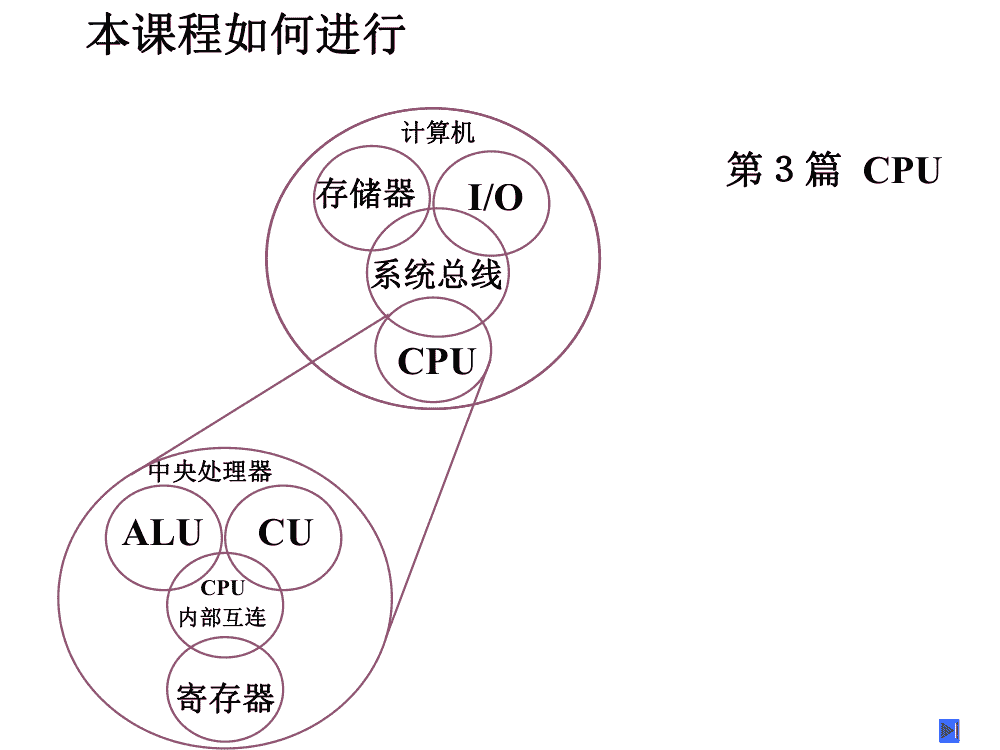 本课程如何进行
计算机
第 3 篇 CPU
存储器
I/O
系统总线
CPU
中央处理器
ALU
CU
CPU
内部互连
寄存器